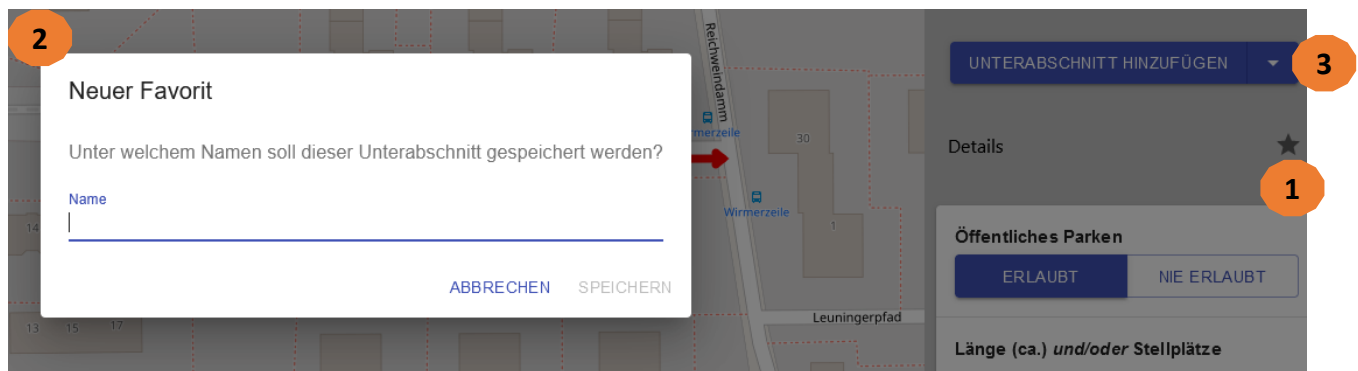 2
Neuer Favorit
Unter welchem Namen soll dieser Unterabschnitt gespeichert werden?
Name
ABBRECHEN SPEICHERN
14
13 15 17
Reichweindamm
merzeile
30
Wirmerzeile
1
Leuningerpfad
UNTERABSCHNITT HINZUFÜGEN
3
Details
1
Öffentliches Parken
ERLAUBT NIE ERLAUBT
Länge (ca.) und/oder Stellplätze